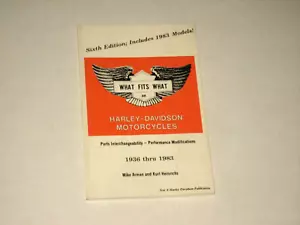 Sixth Edition; Includes 1983 Models!
WHAT FITS WHAT
on
HARLEY-DAVIDSON
MOTORCYCLES
Parts Interchangeability - Performance Modifications
1936 thru 1983
Mike Arman and Kurt Heinrichs